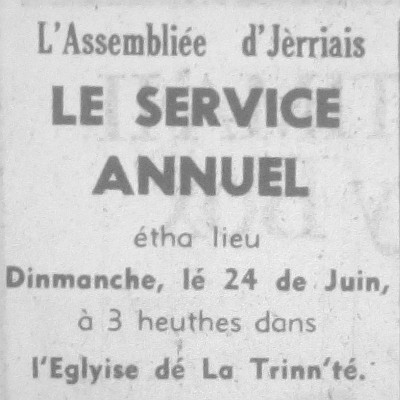 L'Assembliée d'Jèrriais
LE SERVICE
ANNUEL
étha lieu
Dinmanche, lé 24 de Juin,
à 3 heuthes dans
l'Eglyise dé La Trinn'té.